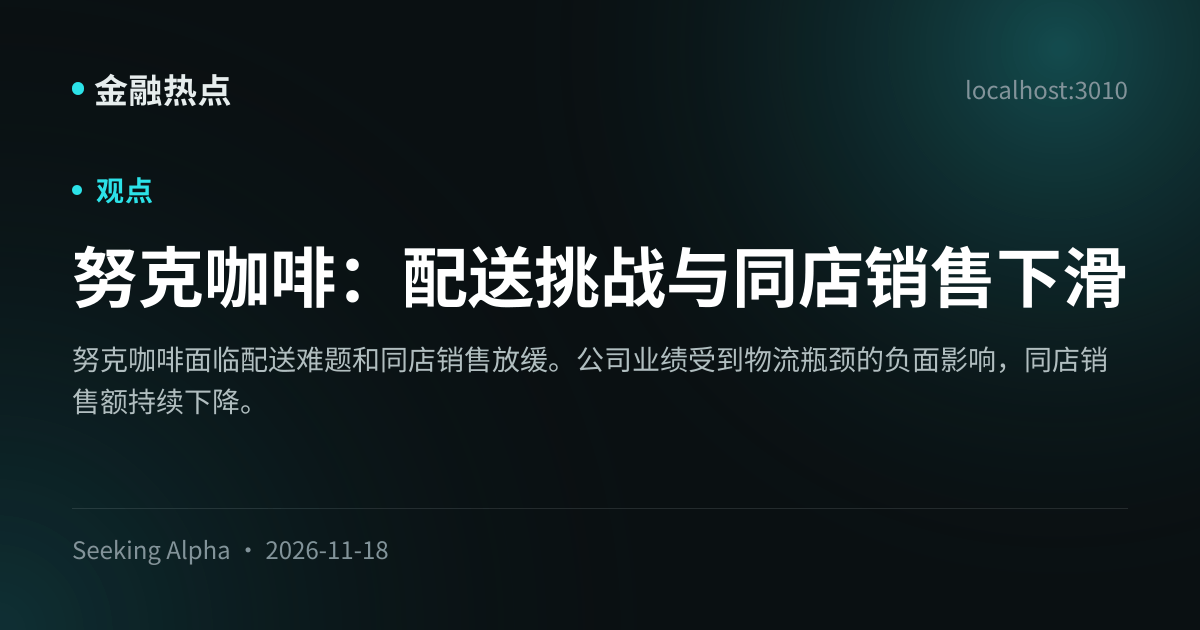 金融热点
localhost:3010
观点
努克咖啡：配送挑战与同店销售下滑
努克咖啡面临配送难题和同店销售放缓。公司业绩受到物流瓶颈的负面影响，同店销
售额持续下降。
Seeking Alpha · 2026-11-18